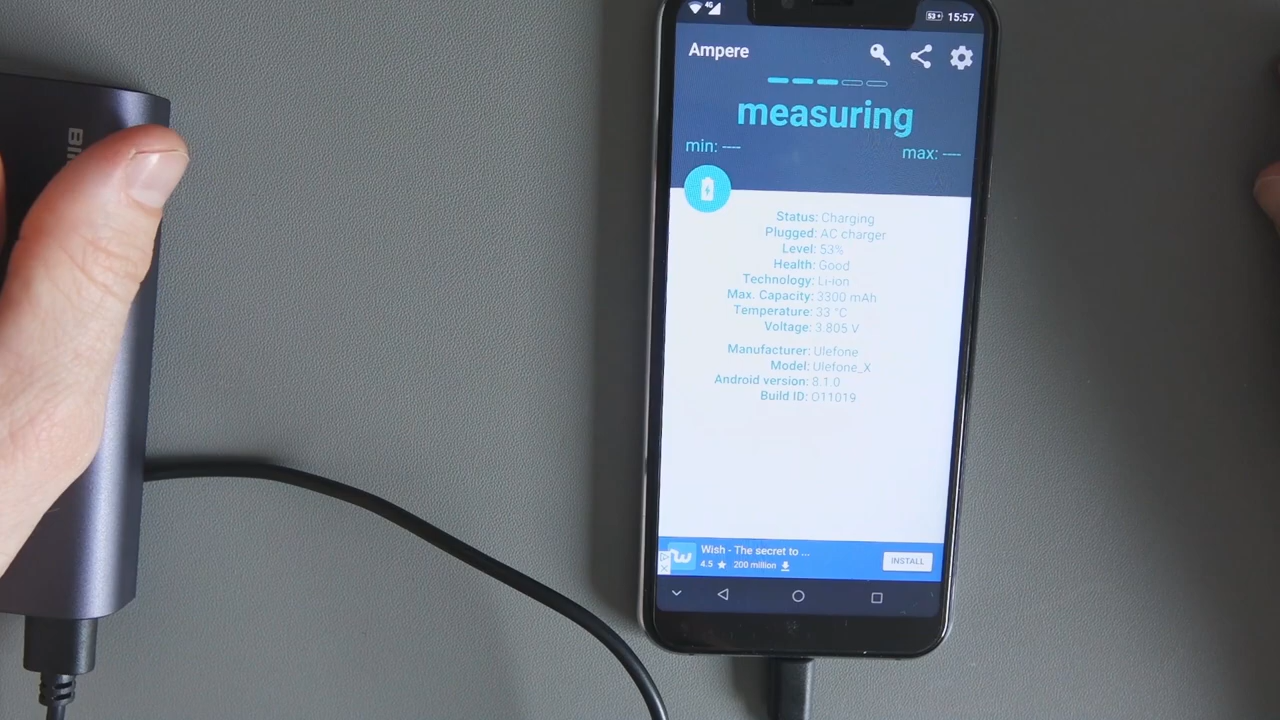 4G
53
15:57
Ampere
measuring
min: ---- max: ----
Status: Charging
Plugged: AC charger
Level: 53%
Health: Good
Technology: Li-ion
Max. Capacity: 3300 mAh
Temperature: 33 °C
Voltage: 3.805 V
Manufacturer: Ulefone
Model: Ulefone_X
Android version: 8.1.0
Build ID: O11019
Wish - The secret to ...
4.5 ★ 200 million
INSTALL